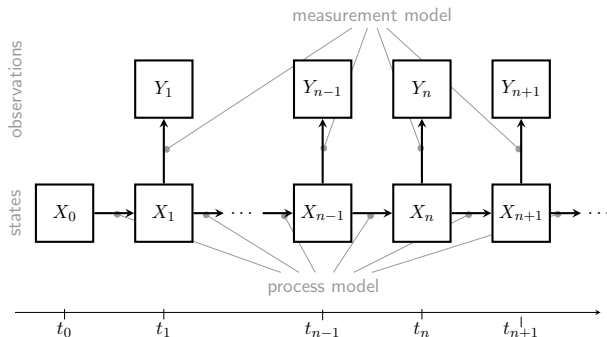 measurement model
observations
Y₁ Yₙ₋₁ Yₙ Yₙ₊₁
states
X₀ X₁ ⋯ Xₙ₋₁ Xₙ Xₙ₊₁ ⋯
process model
t₀ t₁ tₙ₋₁ tₙ tₙ₊₁